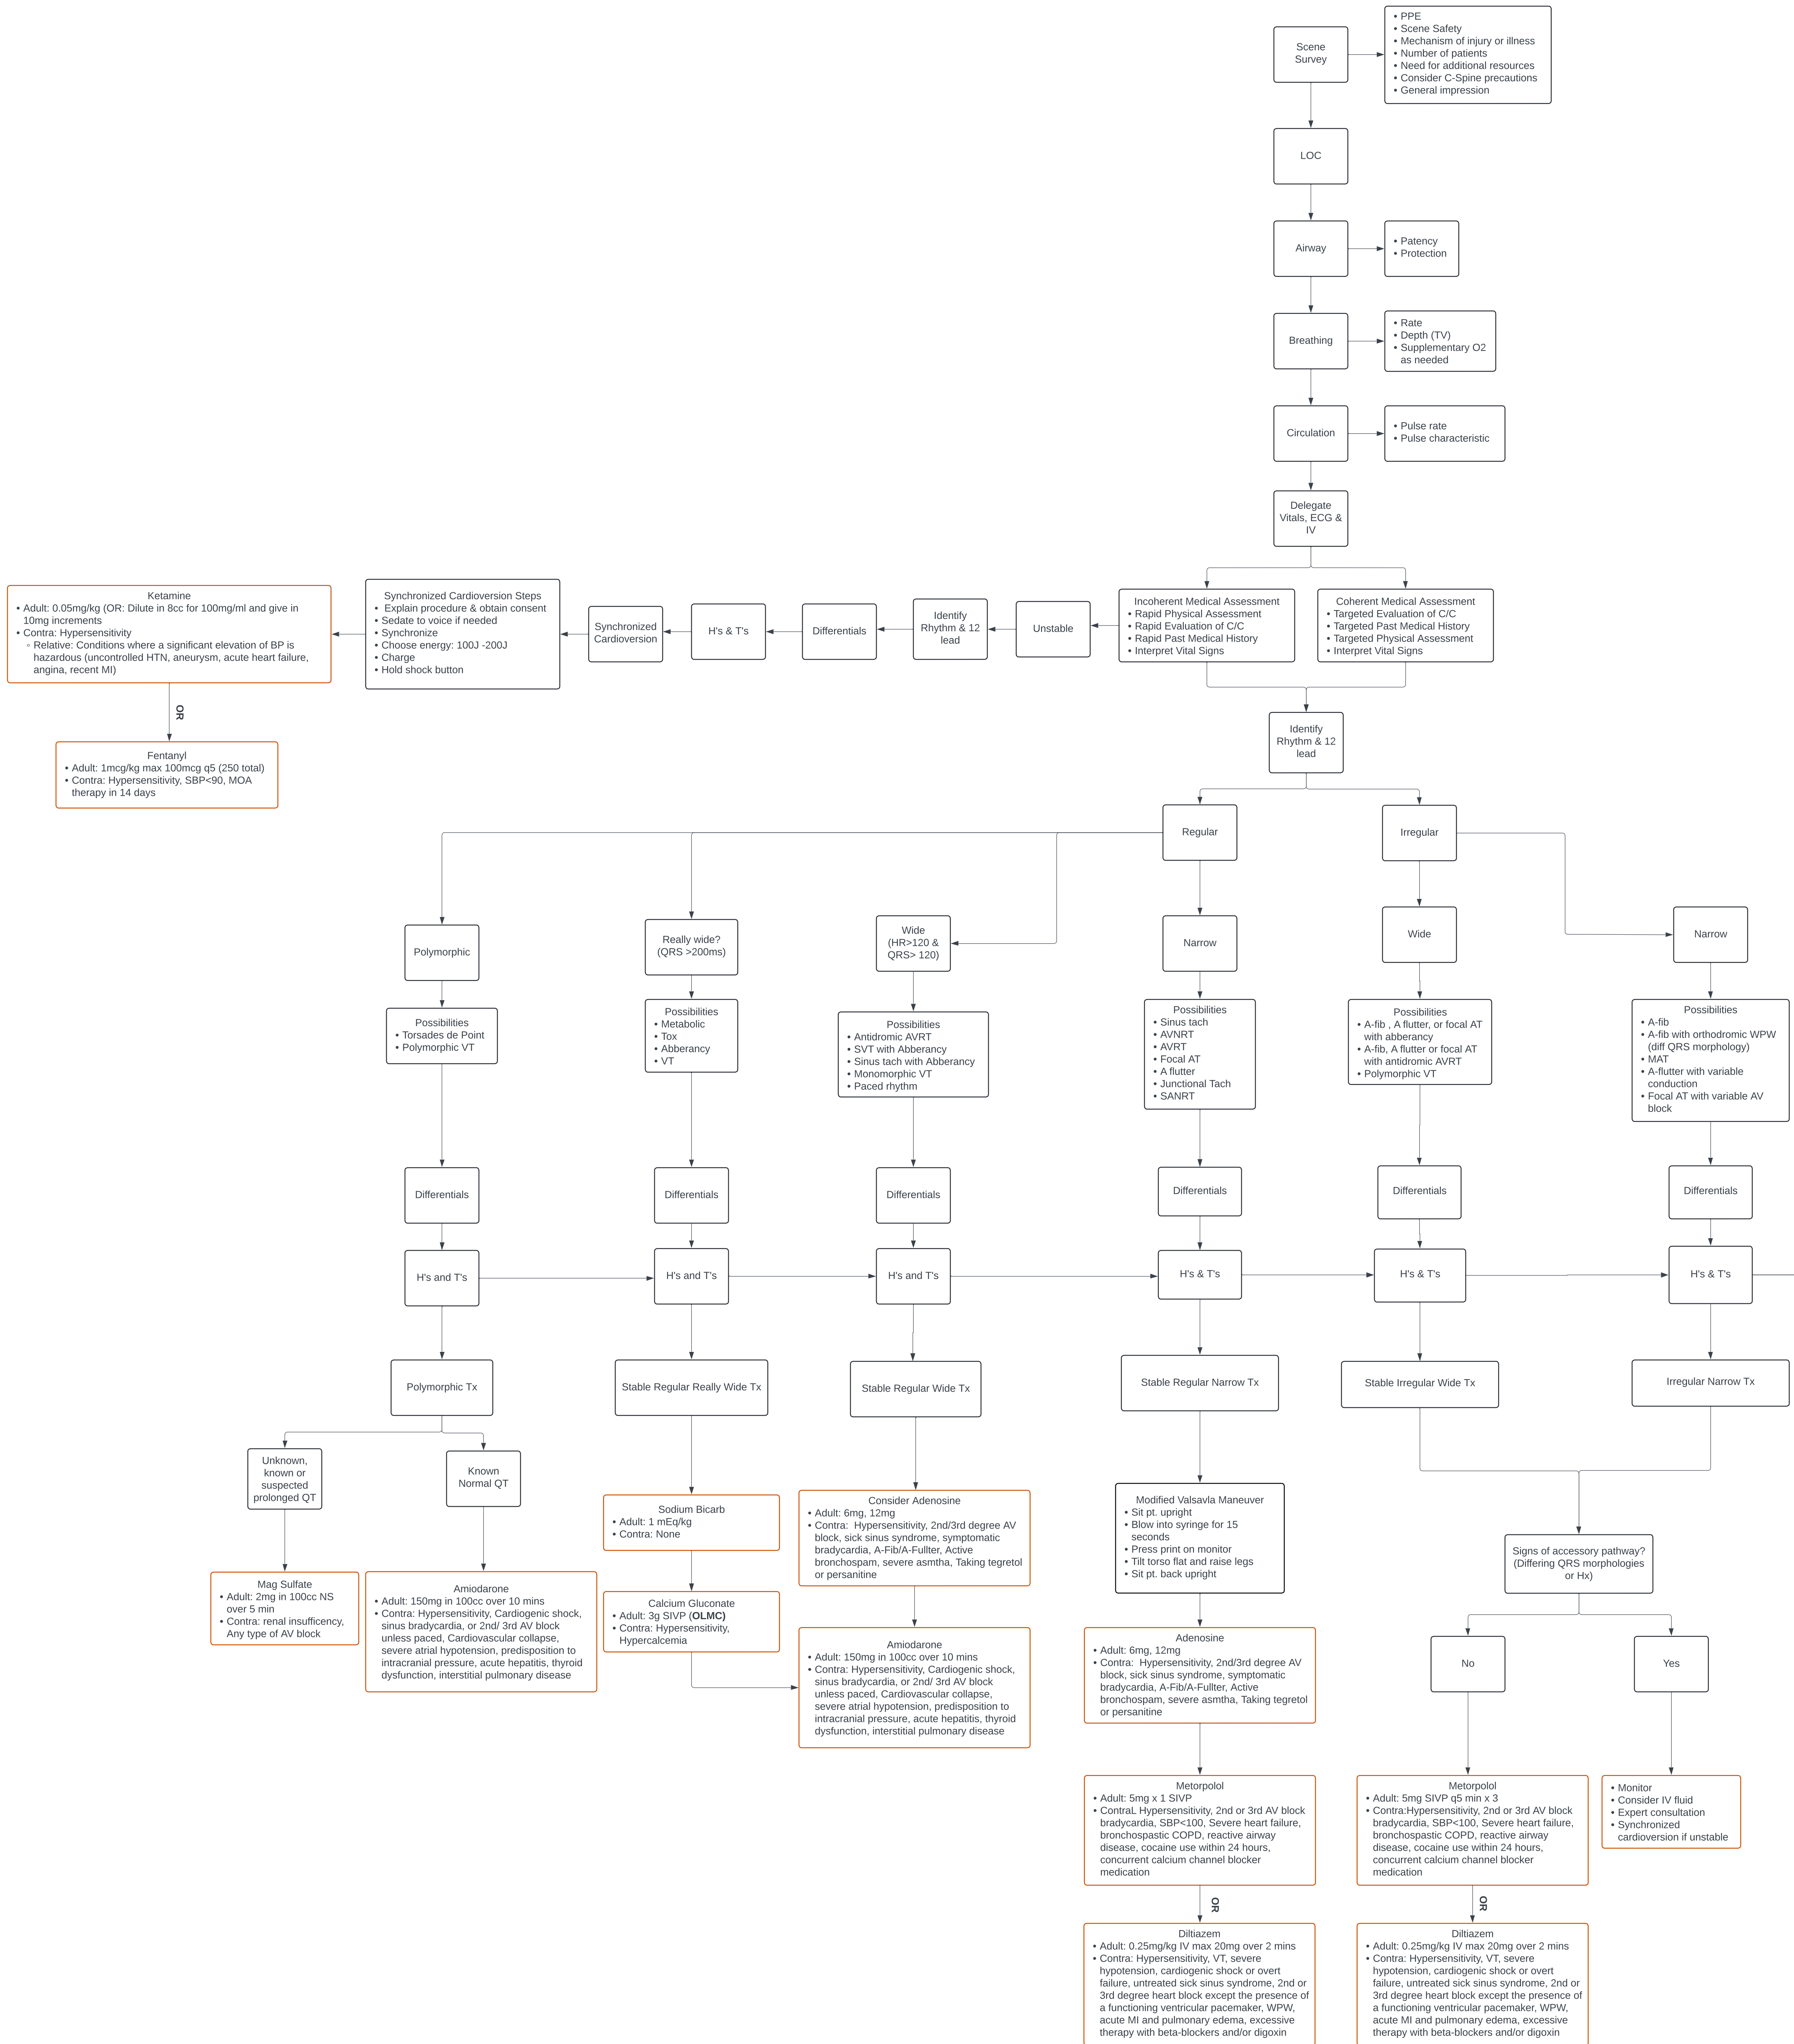 Scene
Survey
• PPE
• Scene Safety
• Mechanism of injury or illness
• Number of patients
• Need for additional resources
• Consider C-Spine precautions
• General impression
LOC
Airway
• Patency
• Protection
Breathing
• Rate
• Depth (TV)
• Supplementary O2
as needed
Circulation
• Pulse rate
• Pulse characteristic
Delegate
Vitals, ECG &
IV
Ketamine
• Adult: 0.05mg/kg (OR: Dilute in 8cc for 100mg/ml and give in
10mg increments
• Contra: Hypersensitivity
◦ Relative: Conditions where a significant elevation of BP is
hazardous (uncontrolled HTN, aneurysm, acute heart failure,
angina, recent MI)
Synchronized Cardioversion Steps
• Explain procedure & obtain consent
• Sedate to voice if needed
• Synchronize
• Choose energy: 100J -200J
• Charge
• Hold shock button
Synchronized
Cardioversion
H's & T's
Differentials
Identify
Rhythm & 12
lead
Unstable
Incoherent Medical Assessment
• Rapid Physical Assessment
• Rapid Evaluation of C/C
• Rapid Past Medical History
• Interpret Vital Signs
Coherent Medical Assessment
• Targeted Evaluation of C/C
• Targeted Past Medical History
• Targeted Physical Assessment
• Interpret Vital Signs
OR
Fentanyl
• Adult: 1mcg/kg max 100mcg q5 (250 total)
• Contra: Hypersensitivity, SBP<90, MOA
therapy in 14 days
Identify
Rhythm & 12
lead
Regular
Irregular
Polymorphic
Really wide?
(QRS >200ms)
Wide
(HR>120 &
QRS> 120)
Narrow
Wide
Narrow
Possibilities
• Torsades de Point
• Polymorphic VT
Possibilities
• Metabolic
• Tox
• Abberancy
• VT
Possibilities
• Antidromic AVRT
• SVT with Abberancy
• Sinus tach with Abberancy
• Monomorphic VT
• Paced rhythm
Possibilities
• Sinus tach
• AVNRT
• AVRT
• Focal AT
• A flutter
• Junctional Tach
• SANRT
Possibilities
• A-fib , A flutter, or focal AT
with abberancy
• A-fib, A flutter or focal AT
with antidromic AVRT
• Polymorphic VT
Possibilities
• A-fib
• A-fib with orthodromic WPW
(diff QRS morphology)
• MAT
• A-flutter with variable
conduction
• Focal AT with variable AV
block
Differentials
Differentials
Differentials
Differentials
Differentials
Differentials
H's and T's
H's and T's
H's and T's
H's & T's
H's & T's
H's & T's
Polymorphic Tx
Stable Regular Really Wide Tx
Stable Regular Wide Tx
Stable Regular Narrow Tx
Stable Irregular Wide Tx
Irregular Narrow Tx
Unknown,
known or
suspected
prolonged QT
Known
Normal QT
Mag Sulfate
• Adult: 2mg in 100cc NS
over 5 min
• Contra: renal insufficency,
Any type of AV block
Amiodarone
• Adult: 150mg in 100cc over 10 mins
• Contra: Hypersensitivity, Cardiogenic shock,
sinus bradycardia, or 2nd/ 3rd AV block
unless paced, Cardiovascular collapse,
severe atrial hypotension, predisposition to
intracranial pressure, acute hepatitis, thyroid
dysfunction, interstitial pulmonary disease
Sodium Bicarb
• Adult: 1 mEq/kg
• Contra: None
Calcium Gluconate
• Adult: 3g SIVP (OLMC)
• Contra: Hypersensitivity,
Hypercalcemia
Consider Adenosine
• Adult: 6mg, 12mg
• Contra: Hypersensitivity, 2nd/3rd degree AV
block, sick sinus syndrome, symptomatic
bradycardia, A-Fib/A-Fullter, Active
bronchospam, severe asmtha, Taking tegretol
or persanitine
Amiodarone
• Adult: 150mg in 100cc over 10 mins
• Contra: Hypersensitivity, Cardiogenic shock,
sinus bradycardia, or 2nd/ 3rd AV block
unless paced, Cardiovascular collapse,
severe atrial hypotension, predisposition to
intracranial pressure, acute hepatitis, thyroid
dysfunction, interstitial pulmonary disease
Modified Valsavla Maneuver
• Sit pt. upright
• Blow into syringe for 15
seconds
• Press print on monitor
• Tilt torso flat and raise legs
• Sit pt. back upright
Adenosine
• Adult: 6mg, 12mg
• Contra: Hypersensitivity, 2nd/3rd degree AV
block, sick sinus syndrome, symptomatic
bradycardia, A-Fib/A-Fullter, Active
bronchospam, severe asmtha, Taking tegretol
or persanitine
Signs of accessory pathway?
(Differing QRS morphologies
or Hx)
No
Yes
Metorpolol
• Adult: 5mg x 1 SIVP
• ContraL Hypersensitivity, 2nd or 3rd AV block
bradycardia, SBP<100, Severe heart failure,
bronchospastic COPD, reactive airway
disease, cocaine use within 24 hours,
concurrent calcium channel blocker
medication
Metorpolol
• Adult: 5mg SIVP q5 min x 3
• Contra:Hypersensitivity, 2nd or 3rd AV block
bradycardia, SBP<100, Severe heart failure,
bronchospastic COPD, reactive airway
disease, cocaine use within 24 hours,
concurrent calcium channel blocker
medication
• Monitor
• Consider IV fluid
• Expert consultation
• Synchronized
cardioversion if unstable
OR
OR
Diltiazem
• Adult: 0.25mg/kg IV max 20mg over 2 mins
• Contra: Hypersensitivity, VT, severe
hypotension, cardiogenic shock or overt
failure, untreated sick sinus syndrome, 2nd or
3rd degree heart block except the presence of
a functioning ventricular pacemaker, WPW,
acute MI and pulmonary edema, excessive
therapy with beta-blockers and/or digoxin
Diltiazem
• Adult: 0.25mg/kg IV max 20mg over 2 mins
• Contra: Hypersensitivity, VT, severe
hypotension, cardiogenic shock or overt
failure, untreated sick sinus syndrome, 2nd or
3rd degree heart block except the presence of
a functioning ventricular pacemaker, WPW,
acute MI and pulmonary edema, excessive
therapy with beta-blockers and/or digoxin